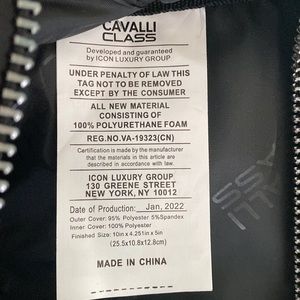 CAVALLI
CLASS
Developed and guaranteed
by ICON LUXURY GROUP
UNDER PENALTY OF LAW THIS
TAG NOT TO BE REMOVED
EXCEPT BY THE CONSUMER
ALL NEW MATERIAL
CONSISTING OF
100% POLYURETHANE FOAM
REG.NO.VA-19323(CN)
Certification is made by the manufacturer
that the materials in this article are
described in accordance with law.
ICON LUXURY GROUP
130 GREENE STREET
NEW YORK, NY 10012
Date of Production: Jan, 2022
Outer Cover: 95% Polyester 5%Spandex
Inner Cover: 100% Polyester
Finished Size: 10in x 4.251in x 5in
(25.5x10.8x12.8cm)
MADE IN CHINA